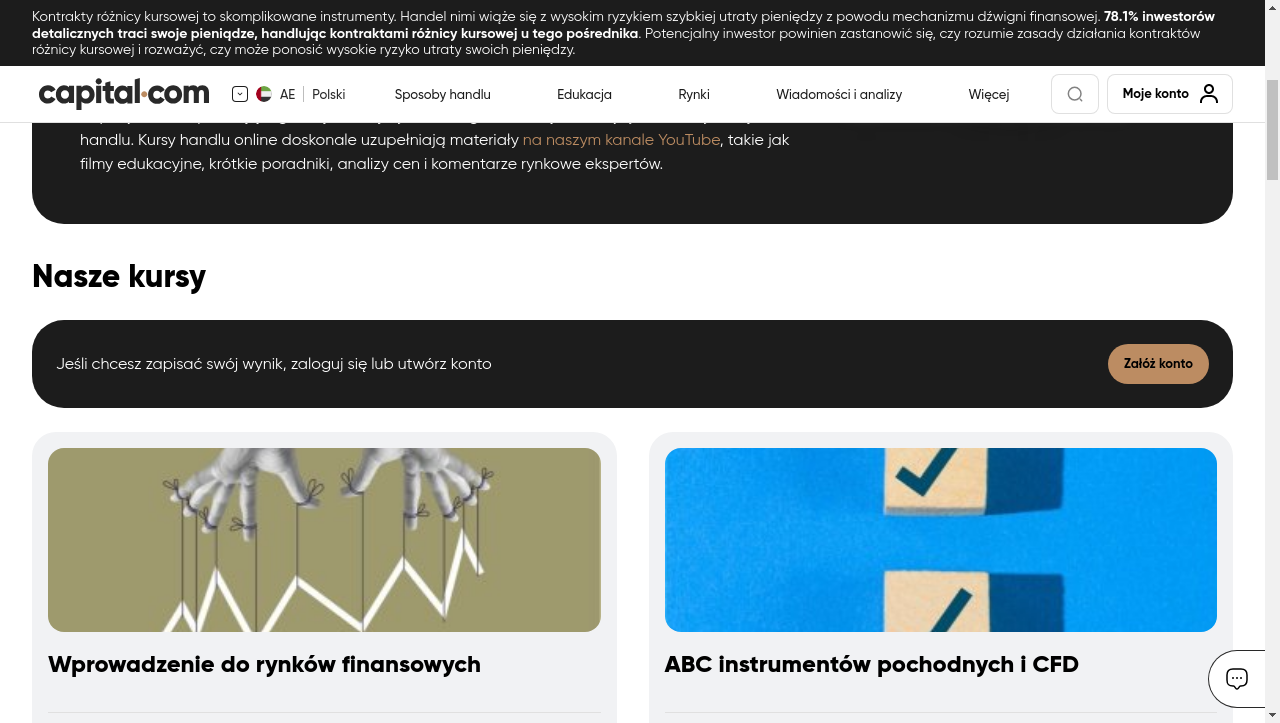 Kontrakty różnicy kursowej to skomplikowane instrumenty. Handel nimi wiąże się z wysokim ryzykiem szybkiej utraty pieniędzy z powodu mechanizmu dźwigni finansowej. 78.1% inwestorów
detalicznych traci swoje pieniądze, handlując kontraktami różnicy kursowej u tego pośrednika. Potencjalny inwestor powinien zastanowić się, czy rozumie zasady działania kontraktów
różnicy kursowej i rozważyć, czy może ponosić wysokie ryzyko utraty swoich pieniędzy.
capital.com
AE Polski
Sposoby handlu
Edukacja
Rynki
Wiadomości i analizy
Więcej
Moje konto
handlu. Kursy handlu online doskonale uzupełniają materiały na naszym kanale YouTube, takie jak
filmy edukacyjne, krótkie poradniki, analizy cen i komentarze rynkowe ekspertów.
Nasze kursy
Jeśli chcesz zapisać swój wynik, zaloguj się lub utwórz konto
Załóż konto
Wprowadzenie do rynków finansowych
ABC instrumentów pochodnych i CFD